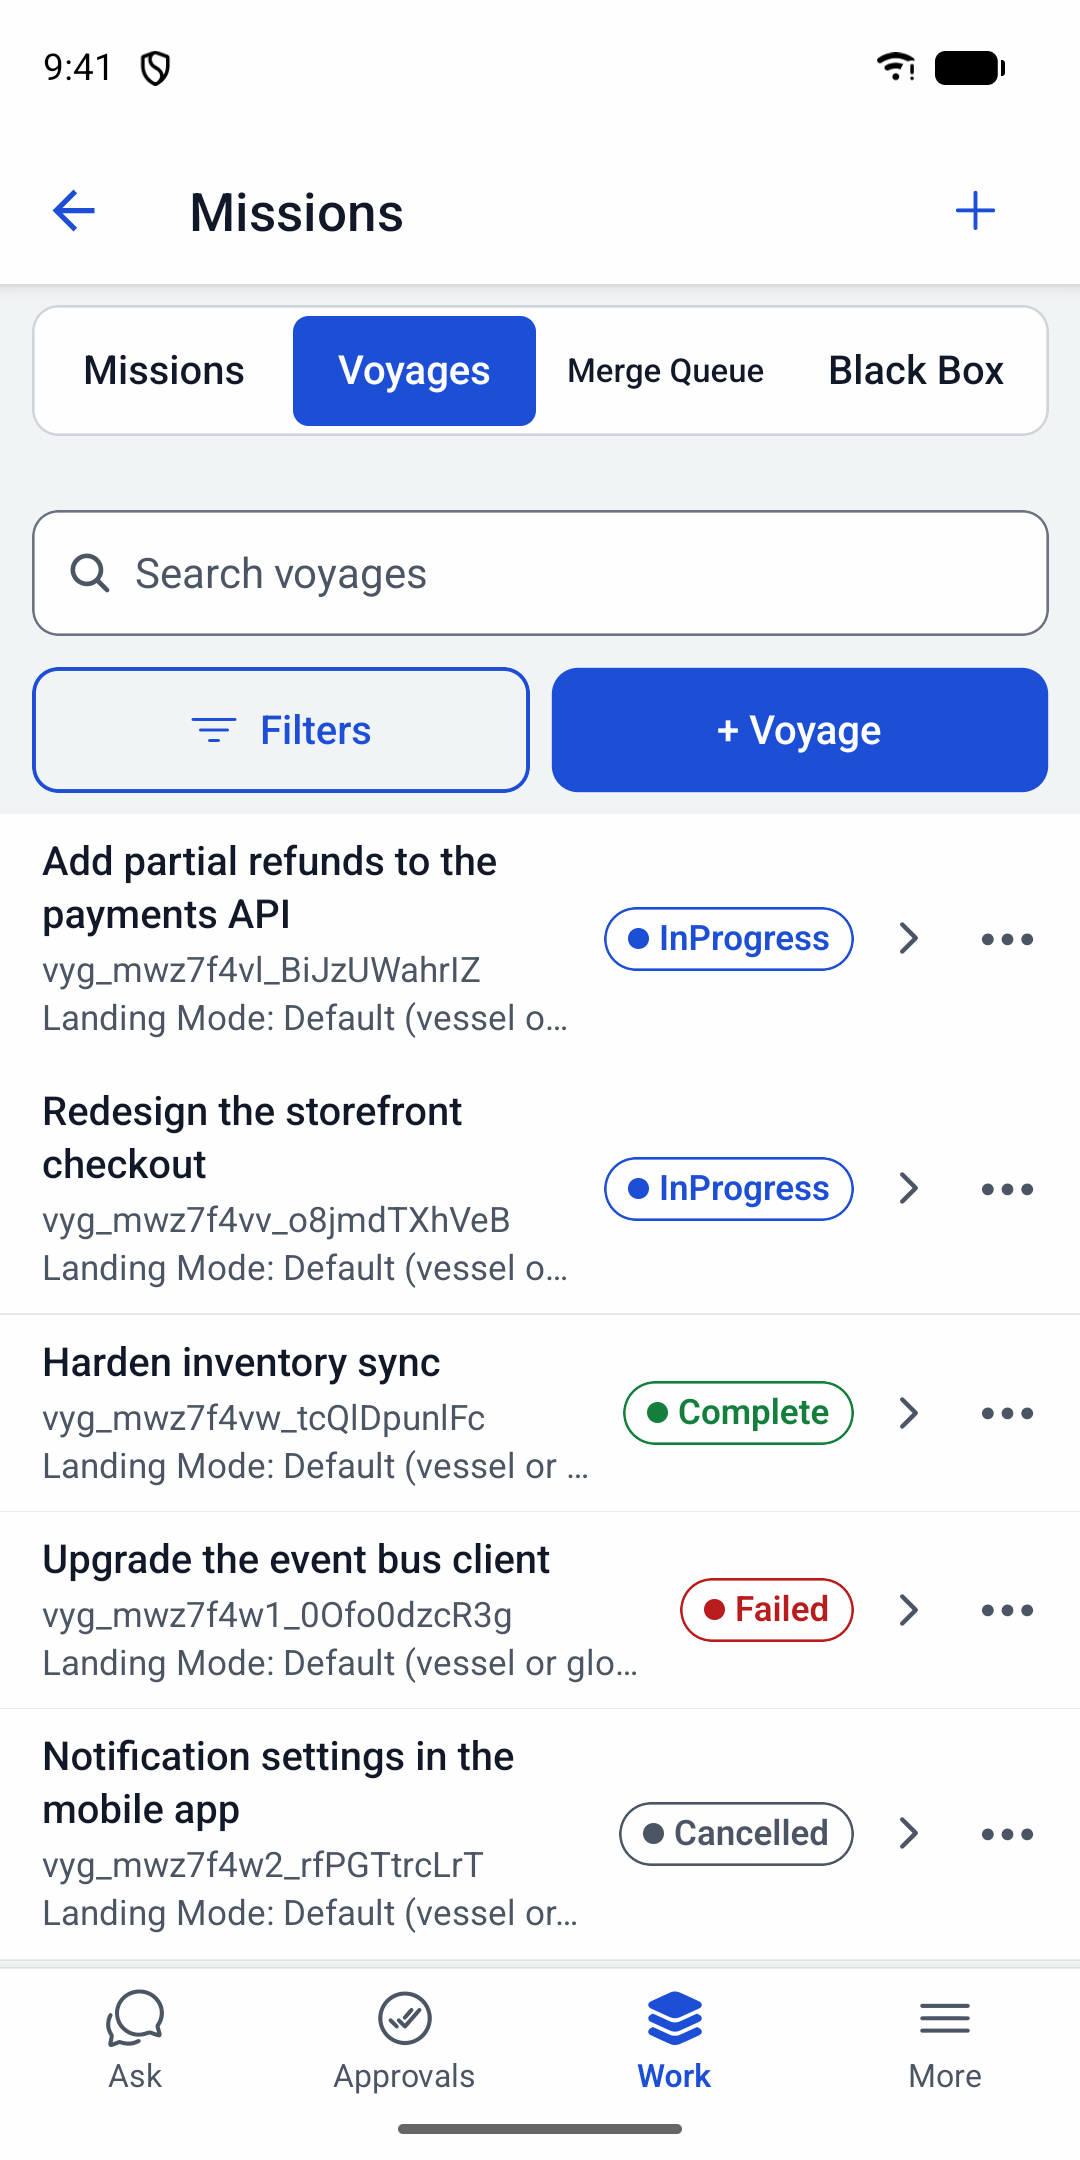 9:41
Missions
Missions Voyages Merge Queue Black Box
Search voyages
Filters + Voyage
Add partial refunds to the
payments API
vyg_mwz7f4vl_BiJzUWahrIZ
Landing Mode: Default (vessel o...
InProgress
Redesign the storefront
checkout
vyg_mwz7f4vv_o8jmdTXhVeB
Landing Mode: Default (vessel o...
InProgress
Harden inventory sync
vyg_mwz7f4vw_tcQlDpunlFc
Landing Mode: Default (vessel or ...
Complete
Upgrade the event bus client
vyg_mwz7f4w1_0Ofo0dzcR3g
Landing Mode: Default (vessel or glo...
Failed
Notification settings in the
mobile app
vyg_mwz7f4w2_rfPGTtrcLrT
Landing Mode: Default (vessel or...
Cancelled
Ask Approvals Work More